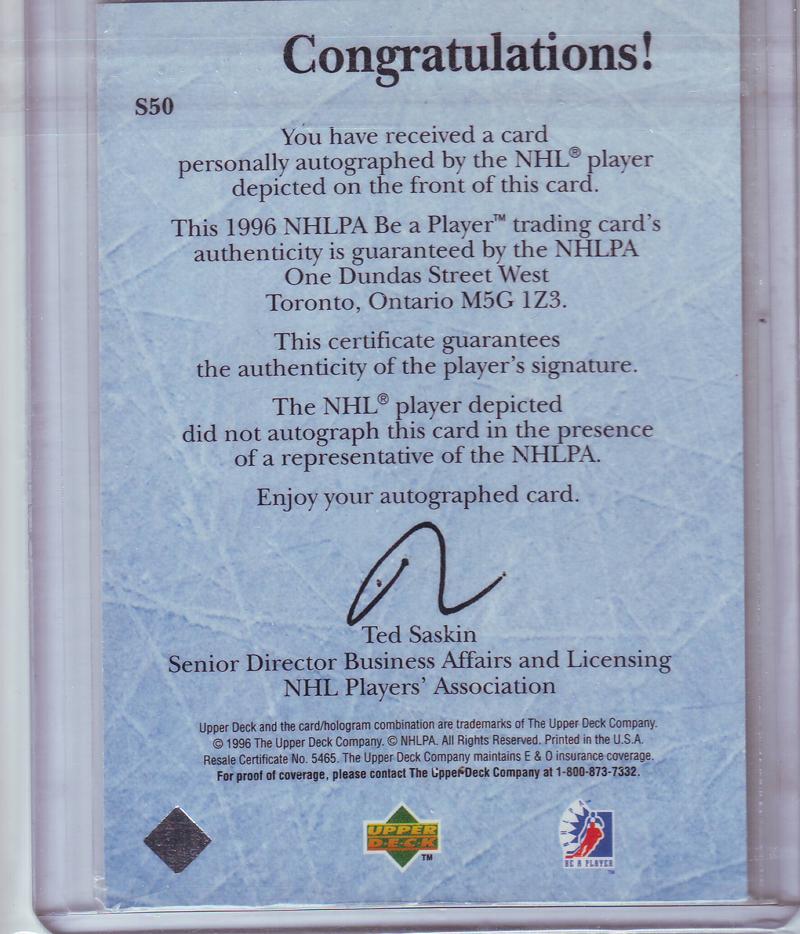 Congratulations!
S50
You have received a card
personally autographed by the NHL® player
depicted on the front of this card.
This 1996 NHLPA Be a Player™ trading card's
authenticity is guaranteed by the NHLPA
One Dundas Street West
Toronto, Ontario M5G 1Z3.
This certificate guarantees
the authenticity of the player's signature.
The NHL® player depicted
did not autograph this card in the presence
of a representative of the NHLPA.
Enjoy your autographed card.
Ted Saskin
Senior Director Business Affairs and Licensing
NHL Players' Association
Upper Deck and the card/hologram combination are trademarks of The Upper Deck Company.
© 1996 The Upper Deck Company. © NHLPA. All Rights Reserved. Printed in the U.S.A.
Resale Certificate No. 5465. The Upper Deck Company maintains E & O insurance coverage.
For proof of coverage, please contact The Upper Deck Company at 1-800-873-7332.
UPPER
DECK
TM
BE A PLAYER
TM